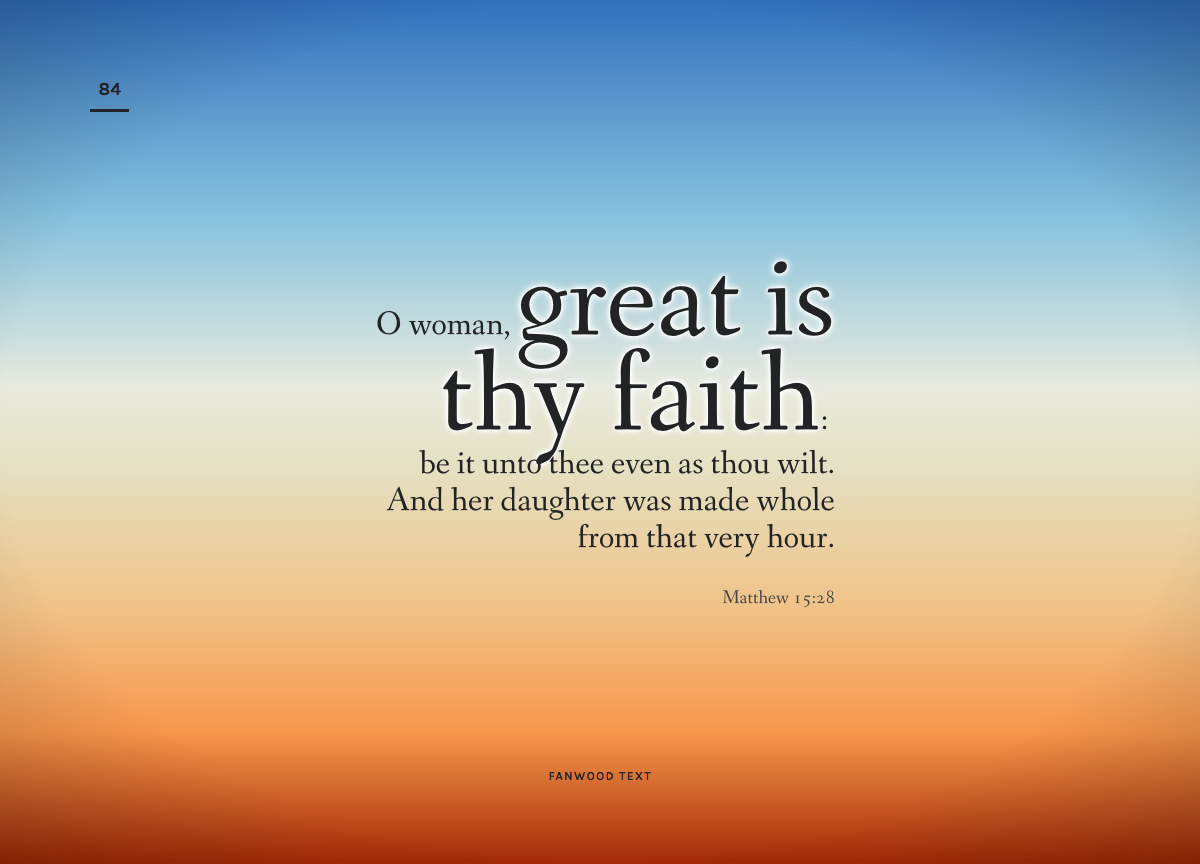 84
O woman, great is
thy faith:
be it unto thee even as thou wilt.
And her daughter was made whole
from that very hour.
Matthew 15:28
FANWOOD TEXT